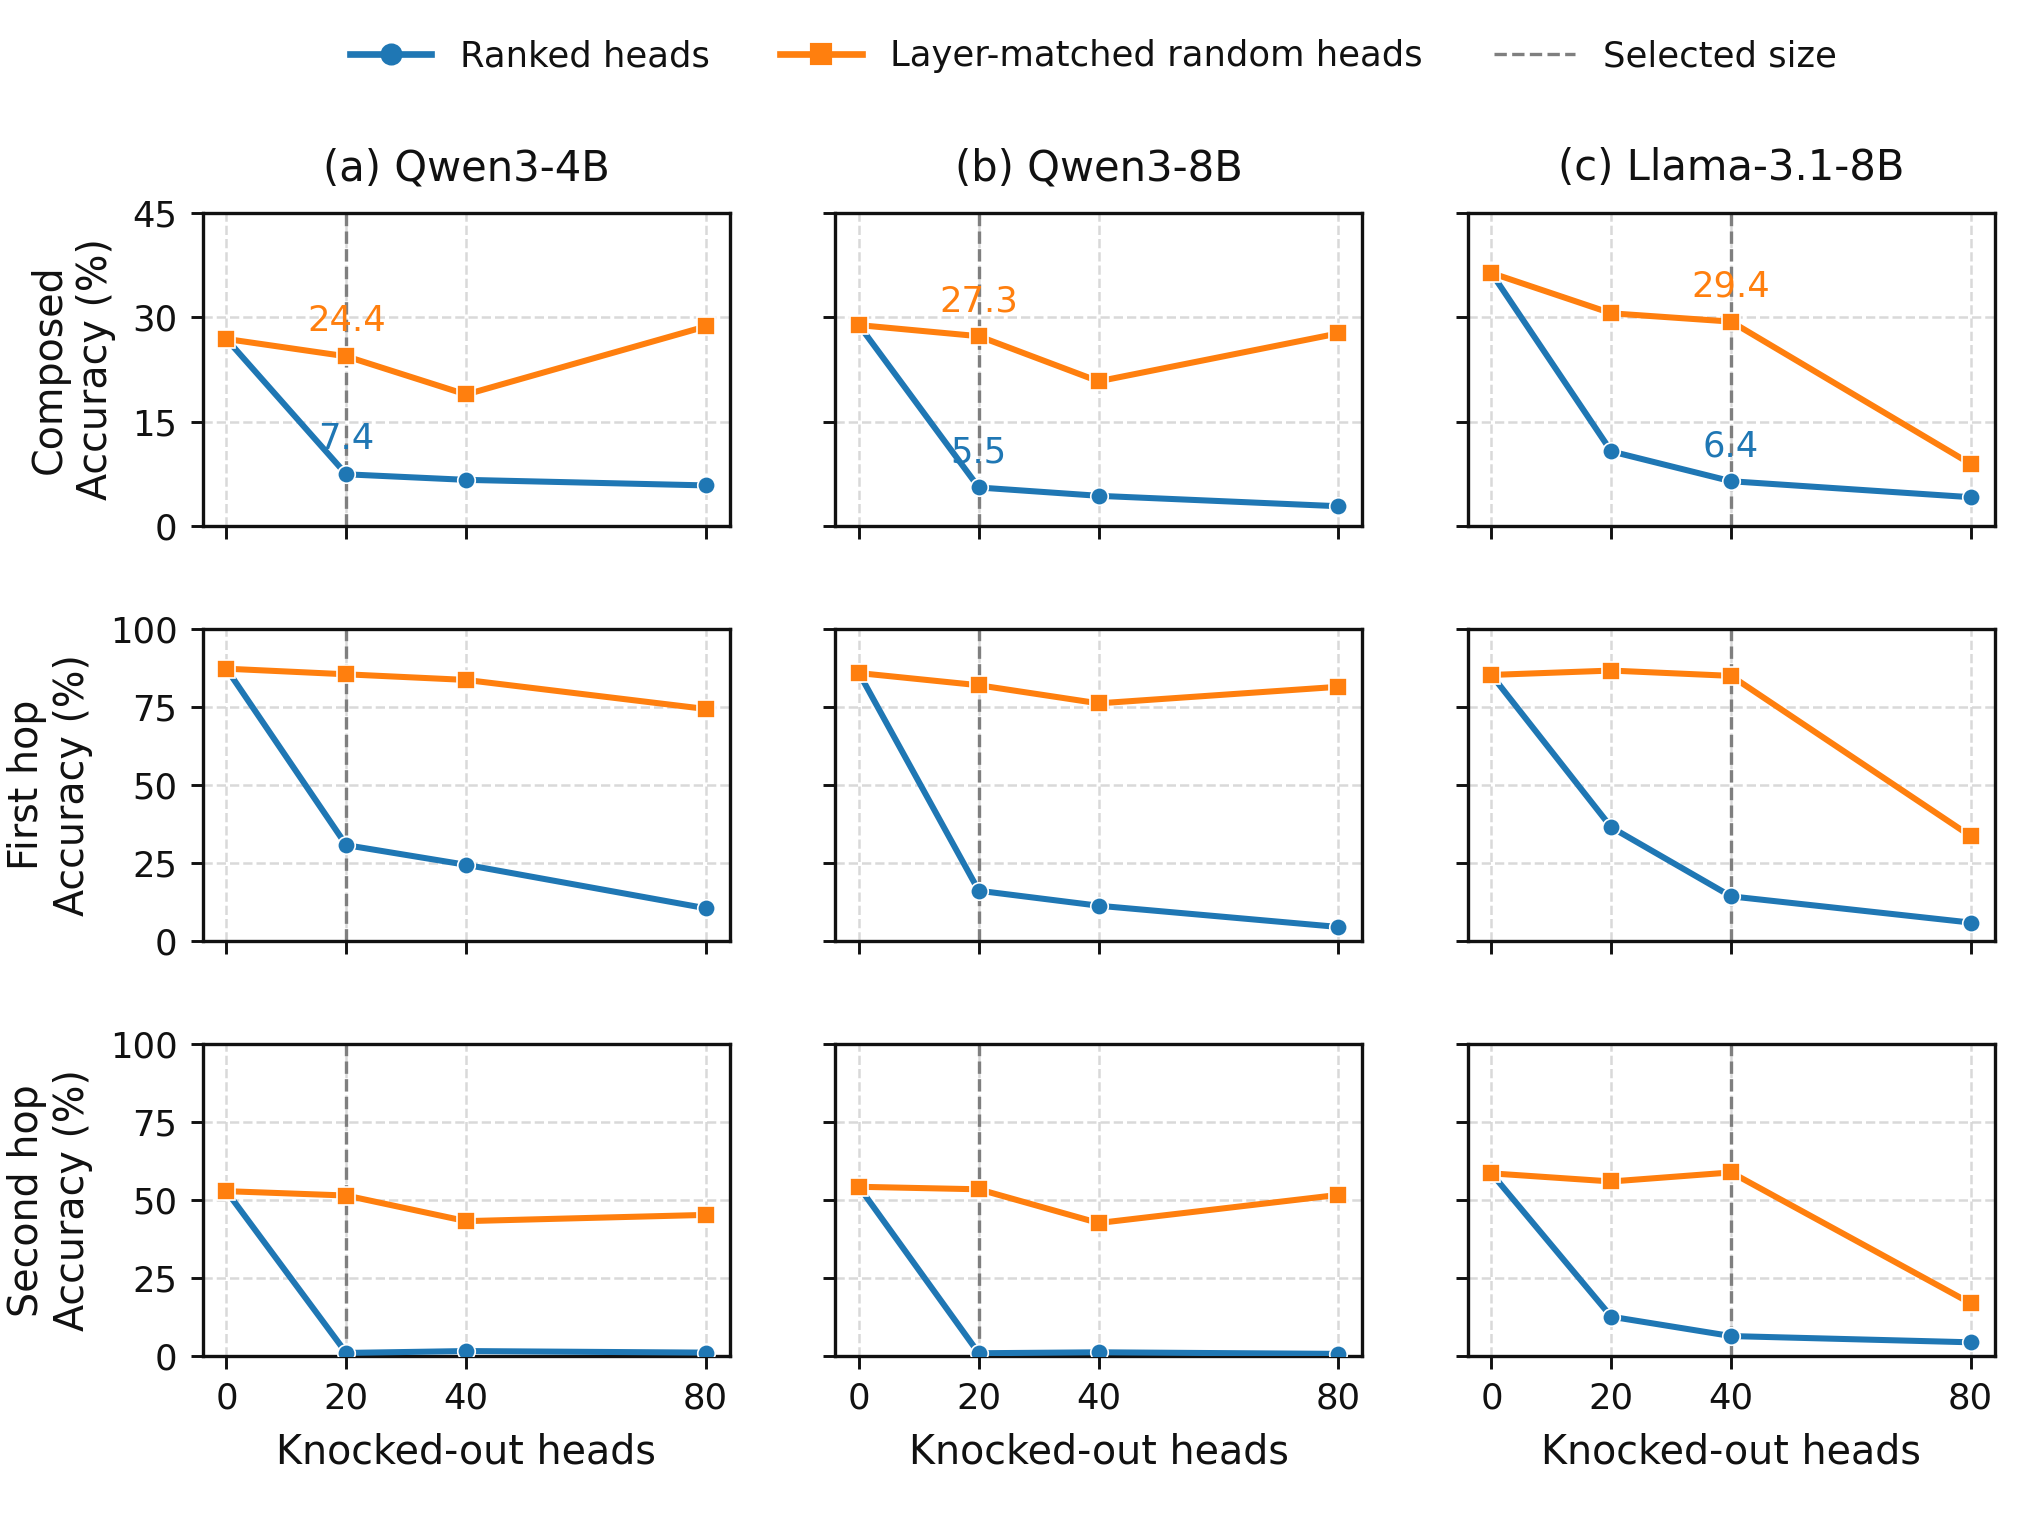 Ranked heads
Layer-matched random heads
Selected size
(a) Qwen3-4B
(b) Qwen3-8B
(c) Llama-3.1-8B
Composed
Accuracy (%)
45
30
15
0
24.4
7.4
27.3
5.5
29.4
6.4
First hop
Accuracy (%)
100
75
50
25
0
Second hop
Accuracy (%)
100
75
50
25
0
0 20 40 80
0 20 40 80
0 20 40 80
Knocked-out heads
Knocked-out heads
Knocked-out heads